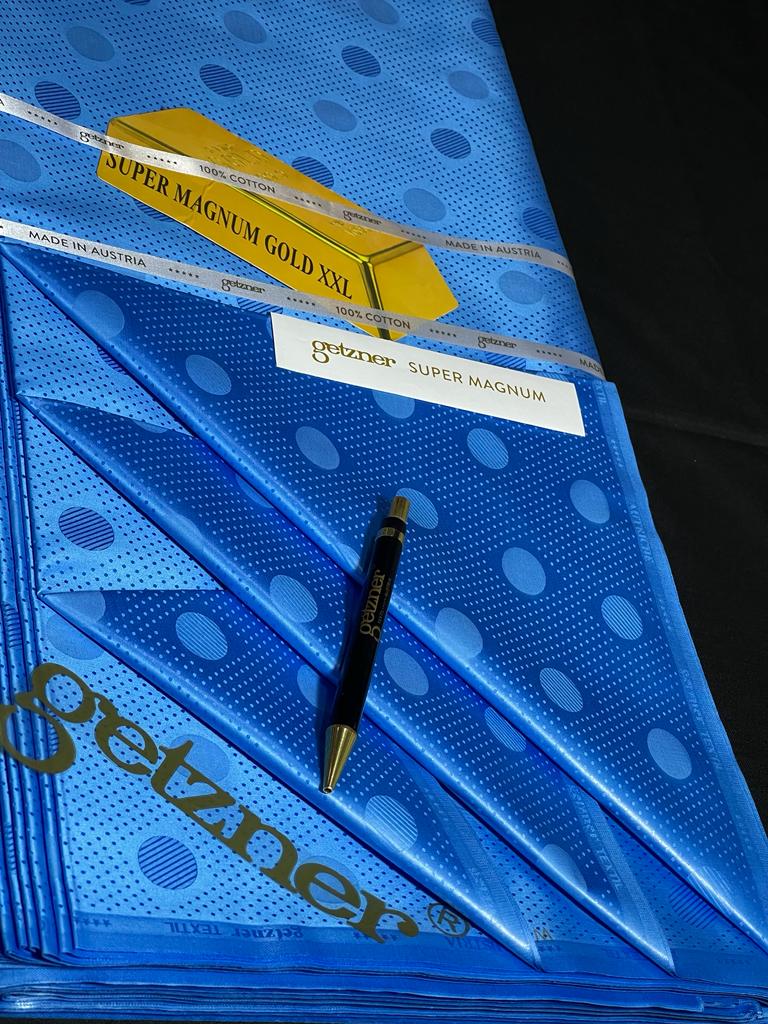 getzner ***** 100% COTTON ***** getzner ***** MADE IN AUSTRIA
SUPER MAGNUM GOLD XXL
MADE IN AUSTRIA ***** getzner ***** 100% COTTON ***** getzner ***** MAD
getzner SUPER MAGNUM
getzner
getzner®
getzner TEXTIL